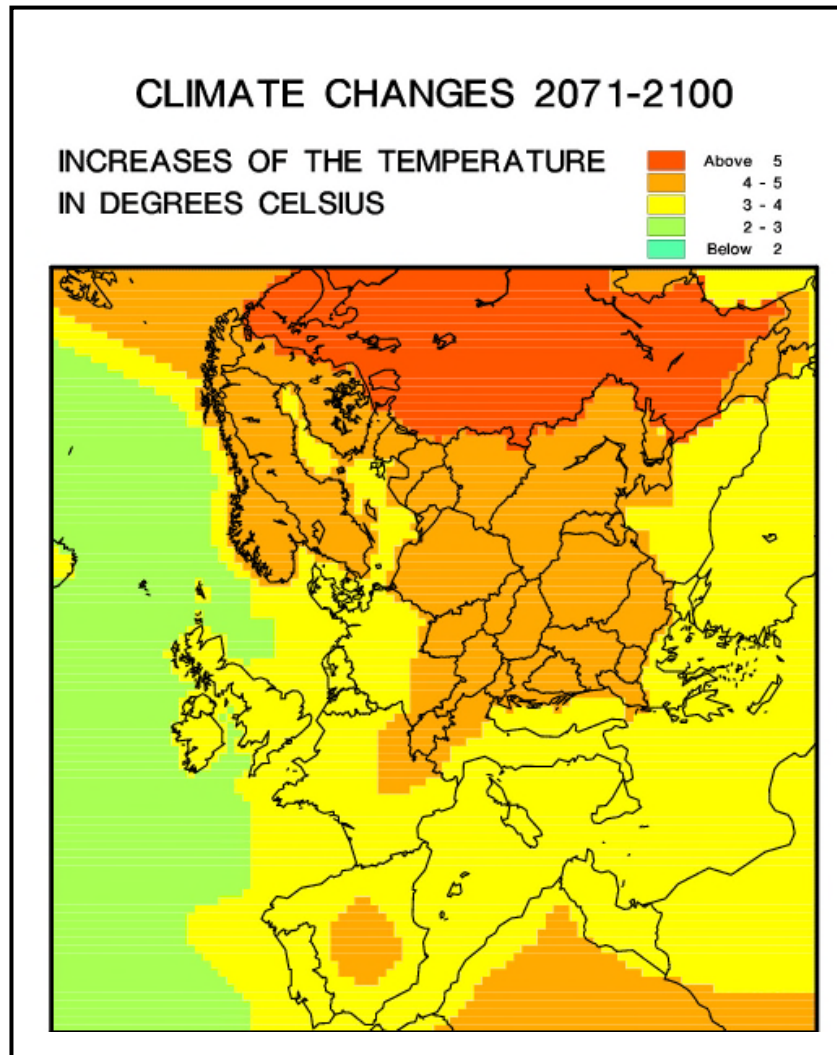 CLIMATE CHANGES 2071-2100
INCREASES OF THE TEMPERATURE
IN DEGREES CELSIUS
Above 5
4 - 5
3 - 4
2 - 3
Below 2